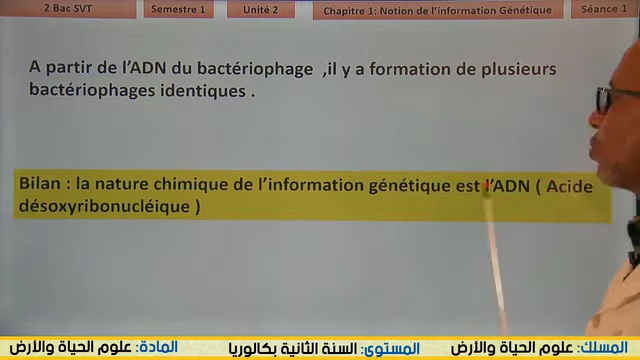 2 Bac SVT
Semestre 1
Unité 2
Chapitre 1: Notion de l'information Génétique
Séance 1
A partir de l'ADN du bactériophage ,il y a formation de plusieurs
bactériophages identiques .
Bilan : la nature chimique de l'information génétique est l'ADN ( Acide
désoxyribonucléique )
المسلك: علوم الحياة والأرض
المستوى: السنة الثانية بكالوريا
المادة: علوم الحياة والأرض